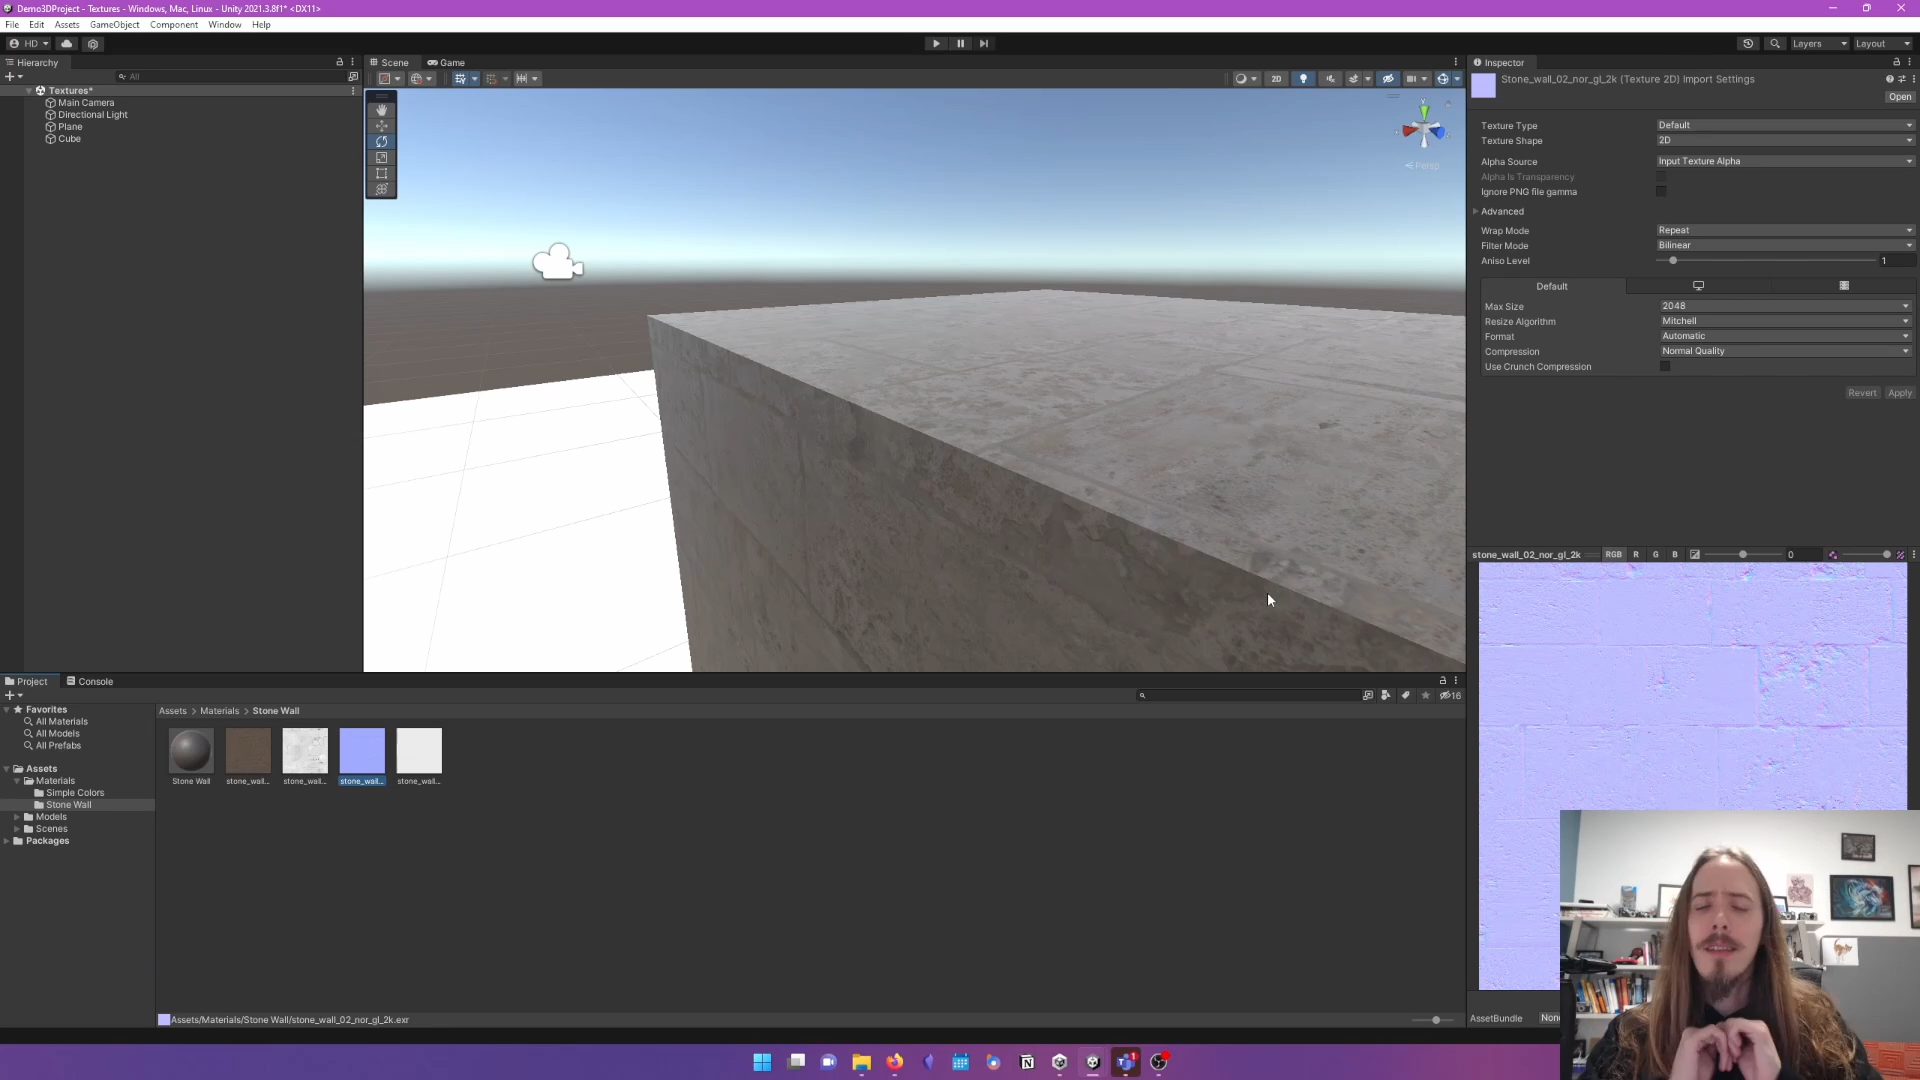 Demo3DProject - Textures - Windows, Mac, Linux - Unity 2021.3.8f1* <DX11>
File Edit Assets GameObject Component Window Help
HD Layers Layout
Hierarchy
All
Textures*
Main Camera
Directional Light
Plane
Cube
Scene Game
2D
y
Persp
Inspector
Stone_wall_02_nor_gl_2k (Texture 2D) Import Settings
Open
Texture Type Default
Texture Shape 2D
Alpha Source Input Texture Alpha
Alpha Is Transparency
Ignore PNG file gamma
Advanced
Wrap Mode Repeat
Filter Mode Bilinear
Aniso Level 1
Default
Max Size 2048
Resize Algorithm Mitchell
Format Automatic
Compression Normal Quality
Use Crunch Compression
Revert Apply
stone_wall_02_nor_gl_2k RGB R G B 0
Project Console
16
Favorites
All Materials
All Models
All Prefabs
Assets
Materials
Simple Colors
Stone Wall
Models
Scenes
Packages
Assets > Materials > Stone Wall
Stone Wall stone_wall... stone_wall... stone_wall... stone_wall...
Assets/Materials/Stone Wall/stone_wall_02_nor_gl_2k.exr
AssetBundle None